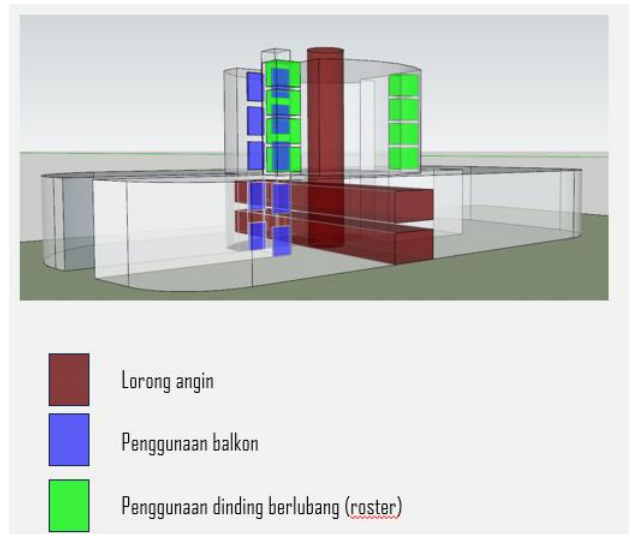 Lorong angin
Penggunaan balkon
Penggunaan dinding berlubang (roster)